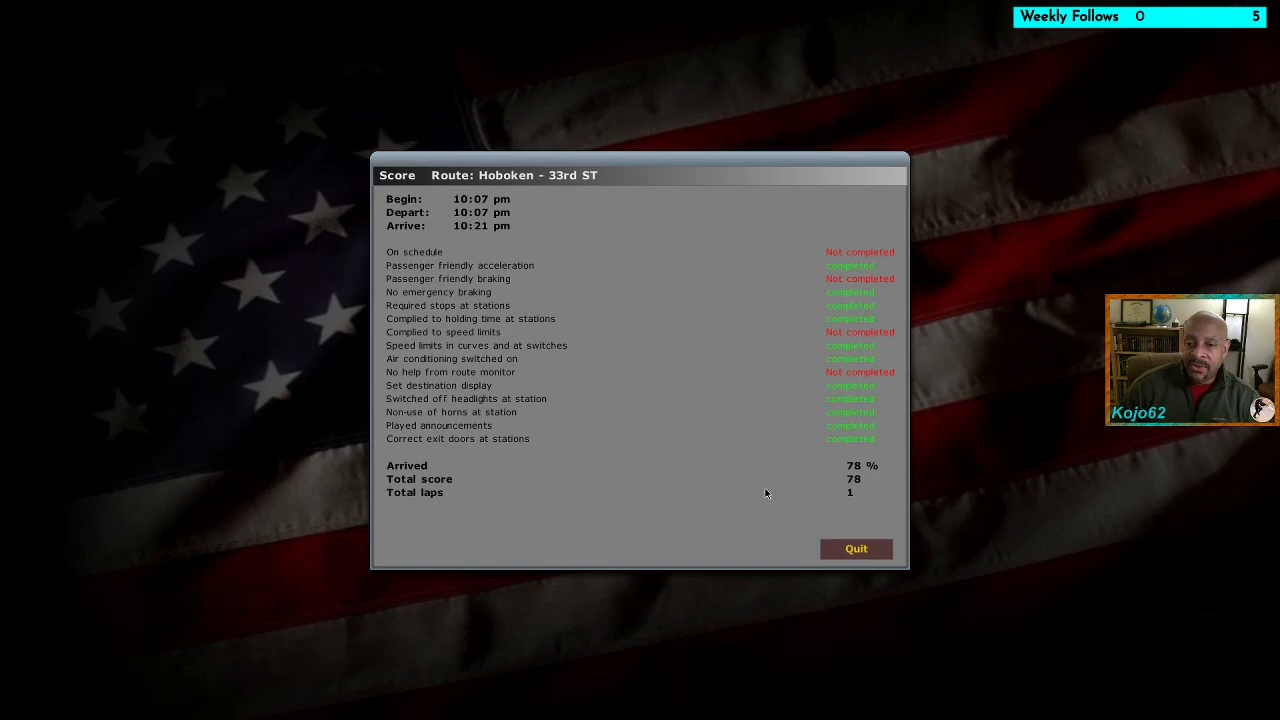 Weekly Follows 0 5
Score Route: Hoboken - 33rd ST
Begin: 10:07 pm
Depart: 10:07 pm
Arrive: 10:21 pm
On schedule Not completed
Passenger friendly acceleration completed
Passenger friendly braking Not completed
No emergency braking completed
Required stops at stations completed
Complied to holding time at stations completed
Complied to speed limits Not completed
Speed limits in curves and at switches completed
Air conditioning switched on completed
No help from route monitor Not completed
Set destination display completed
Switched off headlights at station completed
Non-use of horns at station completed
Played announcements completed
Correct exit doors at stations completed
Arrived 78 %
Total score 78
Total laps 1
Quit
Kojo62